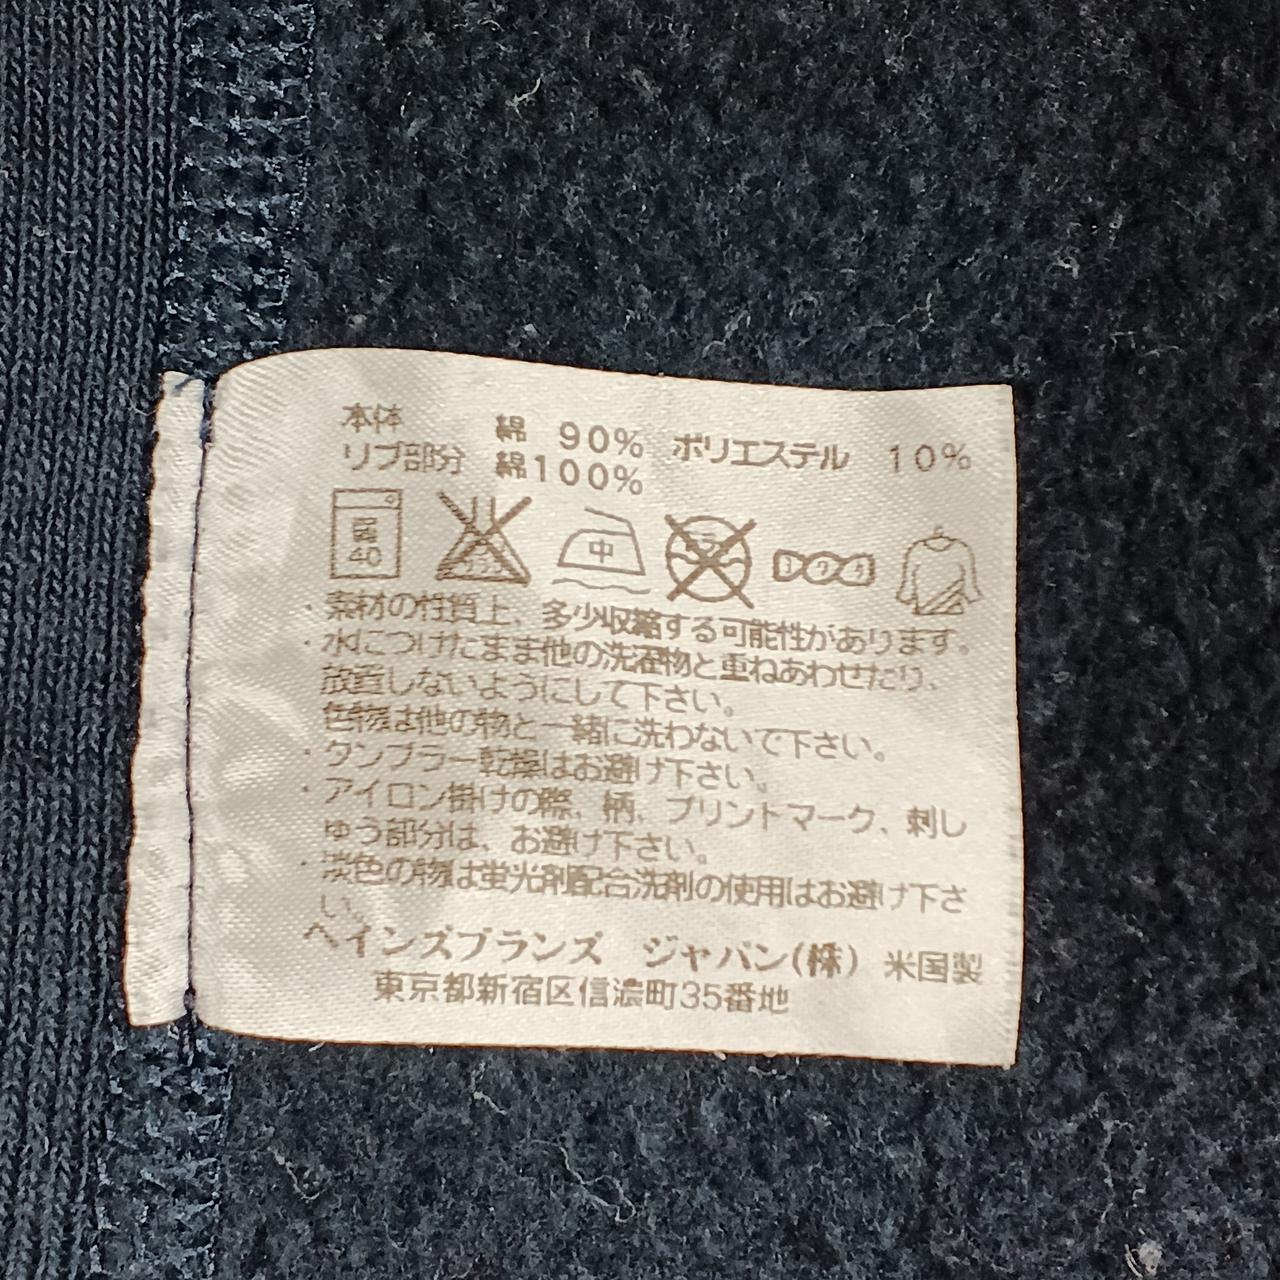 本体 綿 90% ポリエステル 10%
リブ部分 綿100%
40 中 ヨワク
・素材の性質上、多少収縮する可能性があります。
・水につけたまま他の洗濯物と重ねあわせたり、
放置しないようにして下さい。
色物は他の物と一緒に洗わないで下さい。
・タンブラー乾燥はお避け下さい。
・アイロン掛けの際、柄、プリントマーク、刺し
ゅう部分は、お避け下さい。
・淡色の物は蛍光剤配合洗剤の使用はお避け下さ
い。
ヘインズブランズ ジャパン(株) 米国製
東京都新宿区信濃町35番地